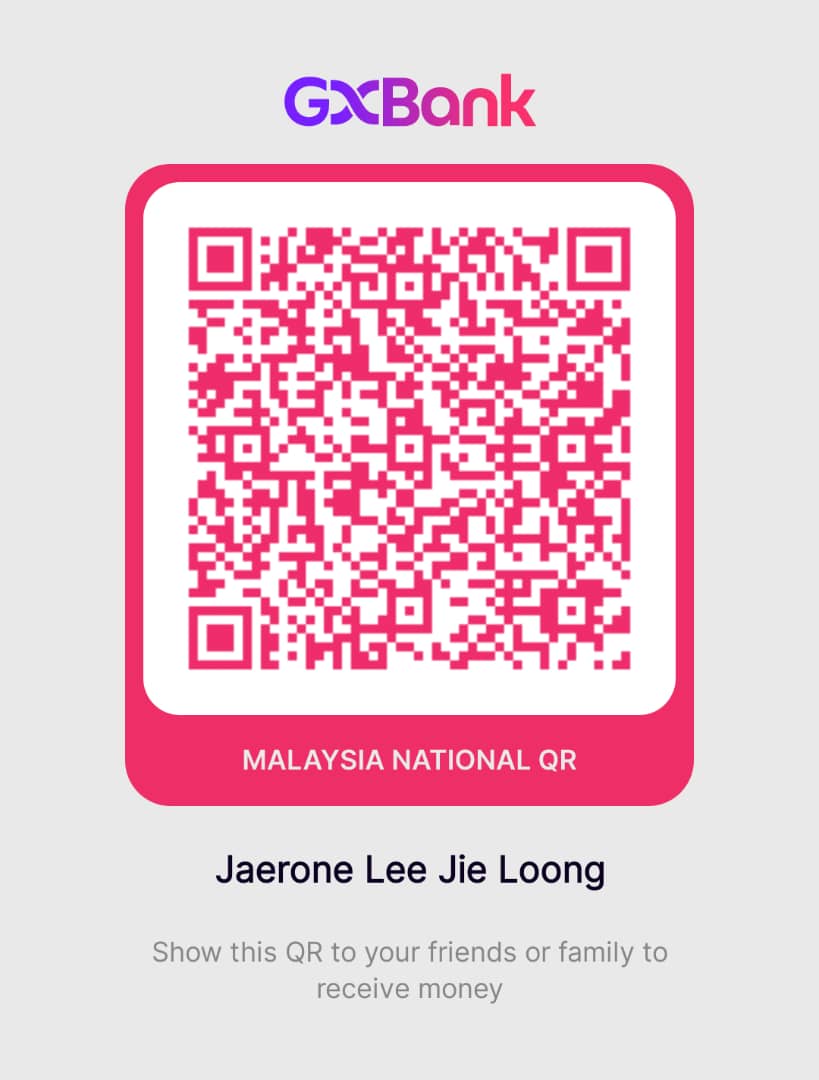 GXBank
MALAYSIA NATIONAL QR
Jaerone Lee Jie Loong
Show this QR to your friends or family to
receive money